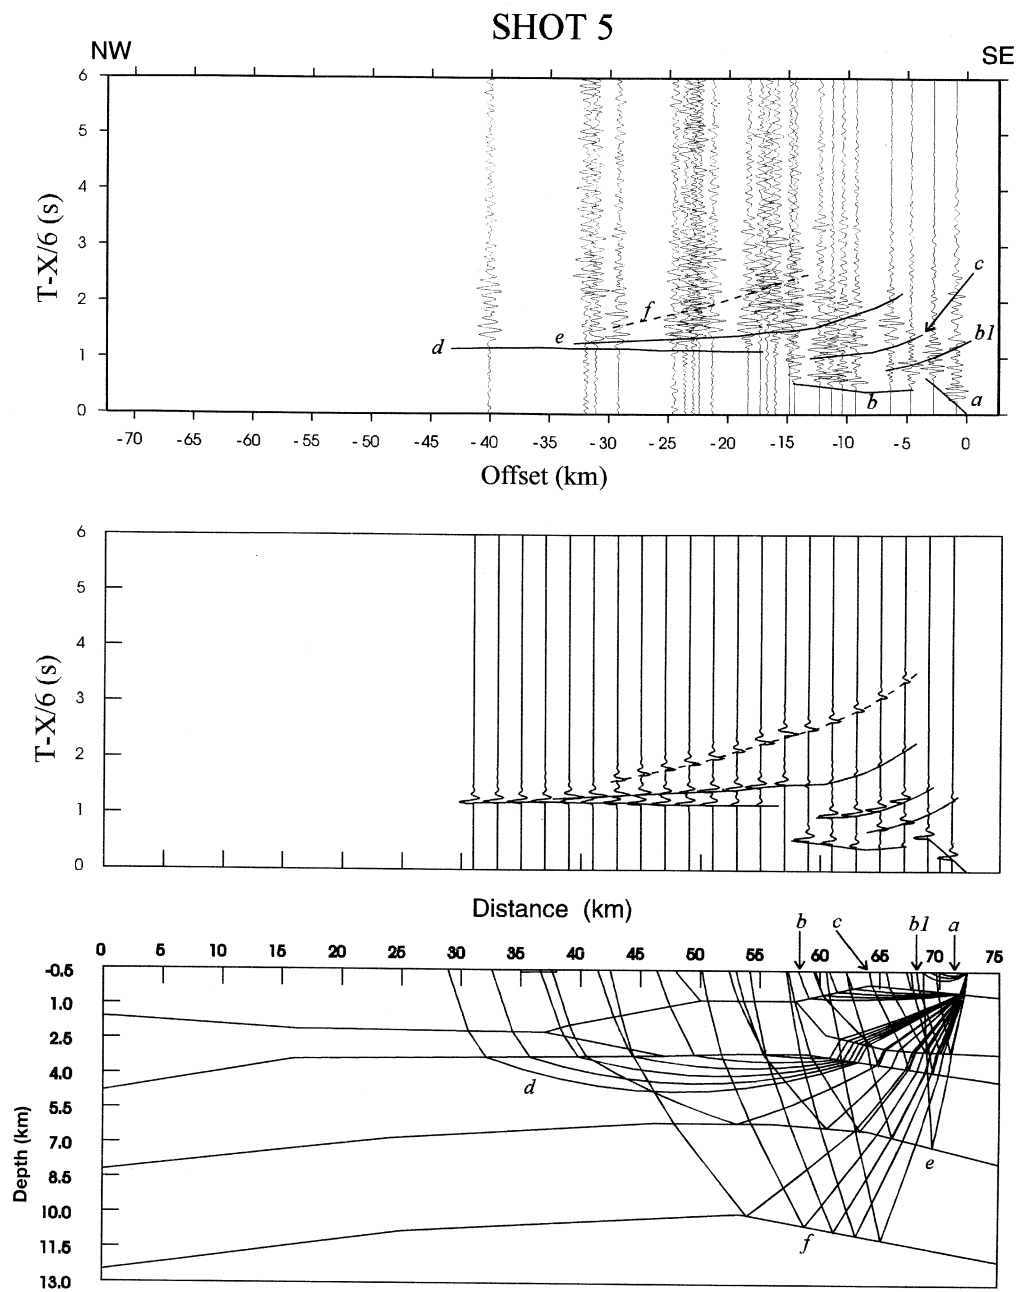 SHOT 5
NW
SE
6
5
4
3
2
1
0
T-X/6 (s)
c
b1
f
e
d
b
a
-70 -65 -60 -55 -50 -45 -40 -35 -30 -25 -20 -15 -10 -5 0
Offset (km)
6
5
4
3
2
1
0
T-X/6 (s)
Distance (km)
b c b1 a
0 5 10 15 20 25 30 35 40 45 50 55 60 65 70 75
-0.5
1.0
2.5
4.0
5.5
7.0
8.5
10.0
11.5
13.0
Depth (km)
d
e
f